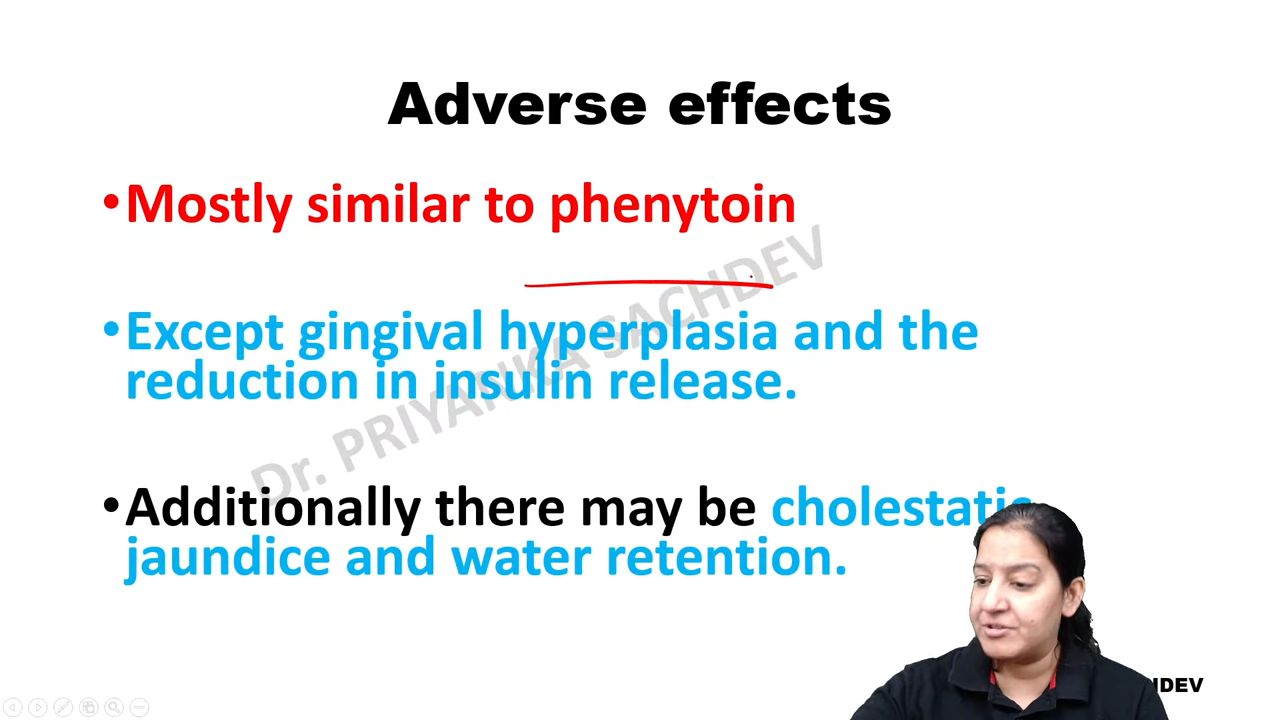 Adverse effects
•Mostly similar to phenytoin
•Except gingival hyperplasia and the
reduction in insulin release.
•Additionally there may be cholestatic
jaundice and water retention.
Dr. PRIYANKA SACHDEV